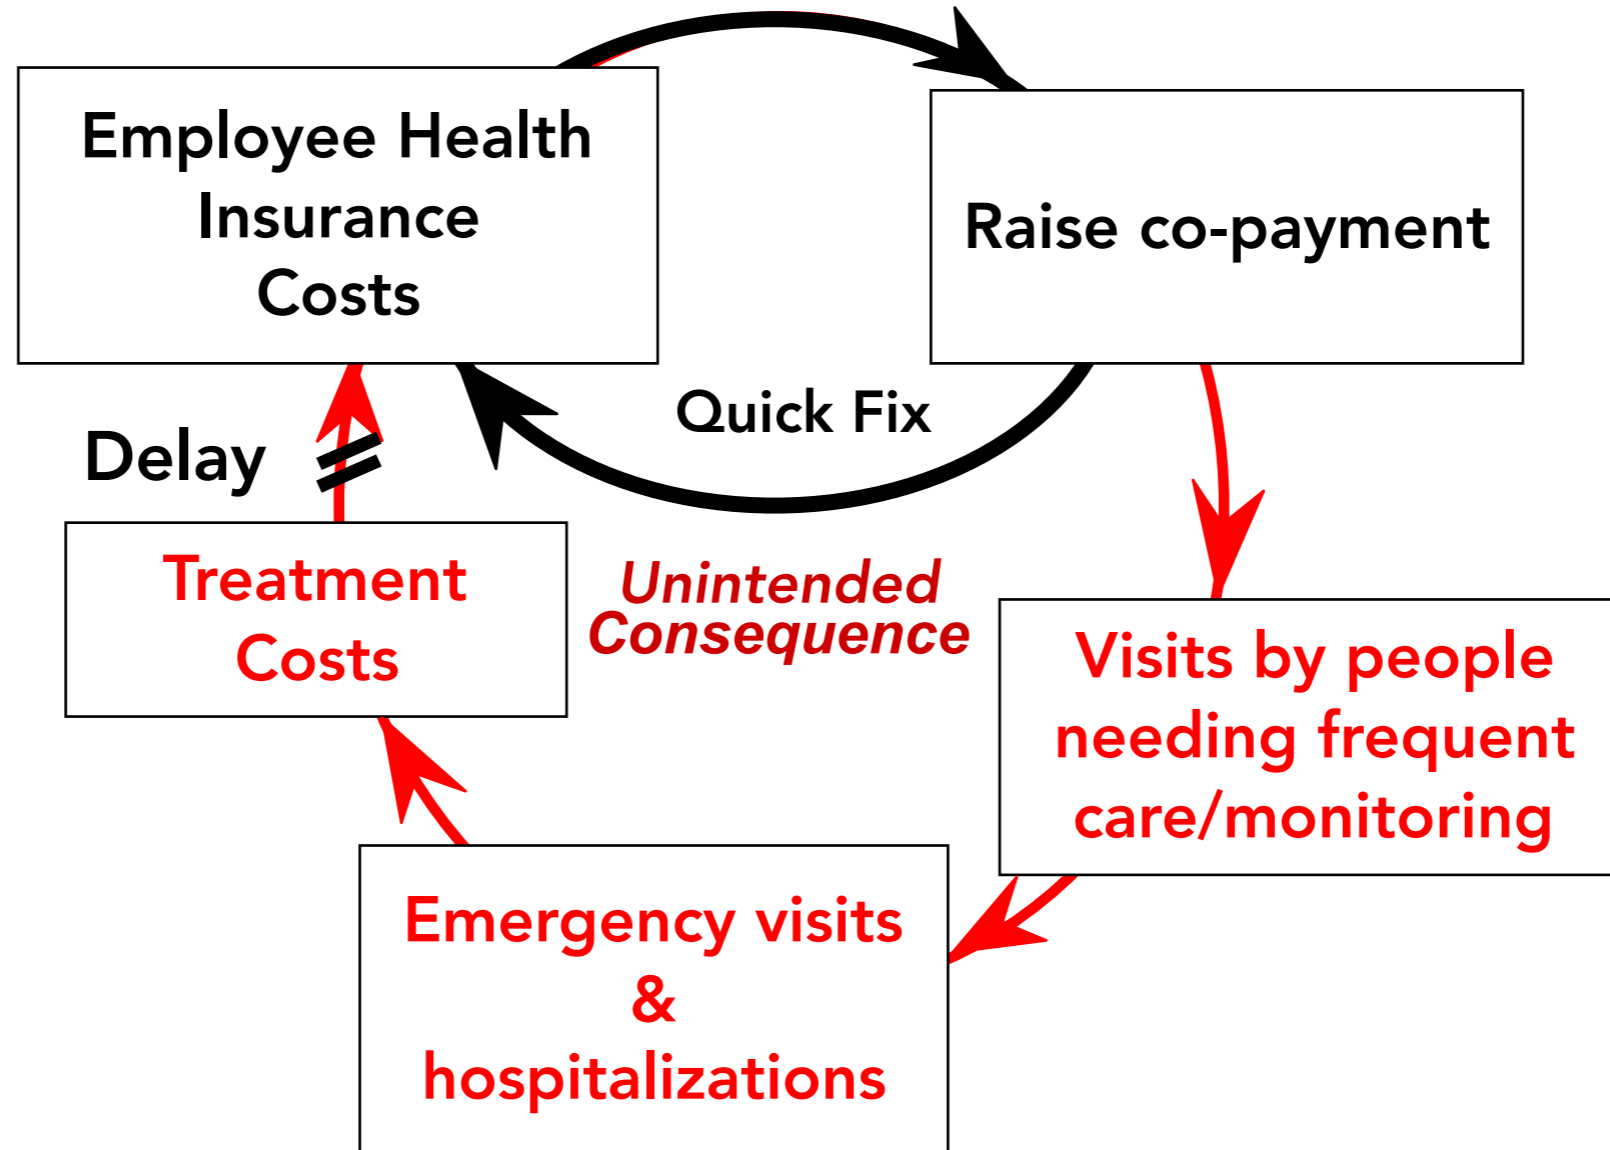 Employee Health
Insurance
Costs
Raise co-payment
Quick Fix
Delay
Treatment
Costs
Unintended
Consequence
Visits by people
needing frequent
care/monitoring
Emergency visits
&
hospitalizations